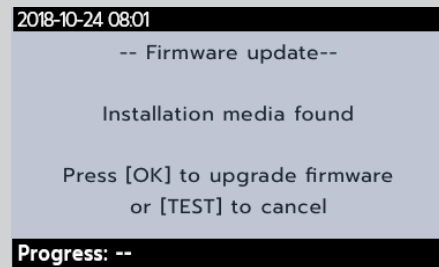 2018-10-24 08:01
-- Firmware update--
Installation media found
Press [OK] to upgrade firmware
or [TEST] to cancel
Progress: --